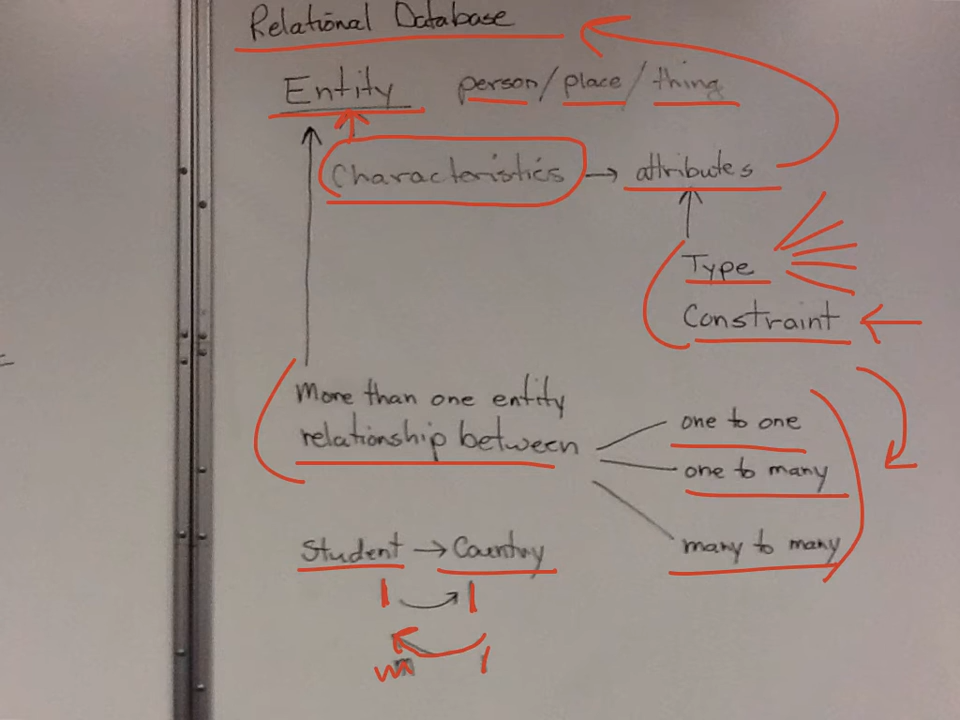 Relational Database
Entity person/place/thing
Characteristics → attributes
Type
Constraint
More than one entity
relationship between
one to one
one to many
many to many
Student → Country
1 → 1
m ← 1